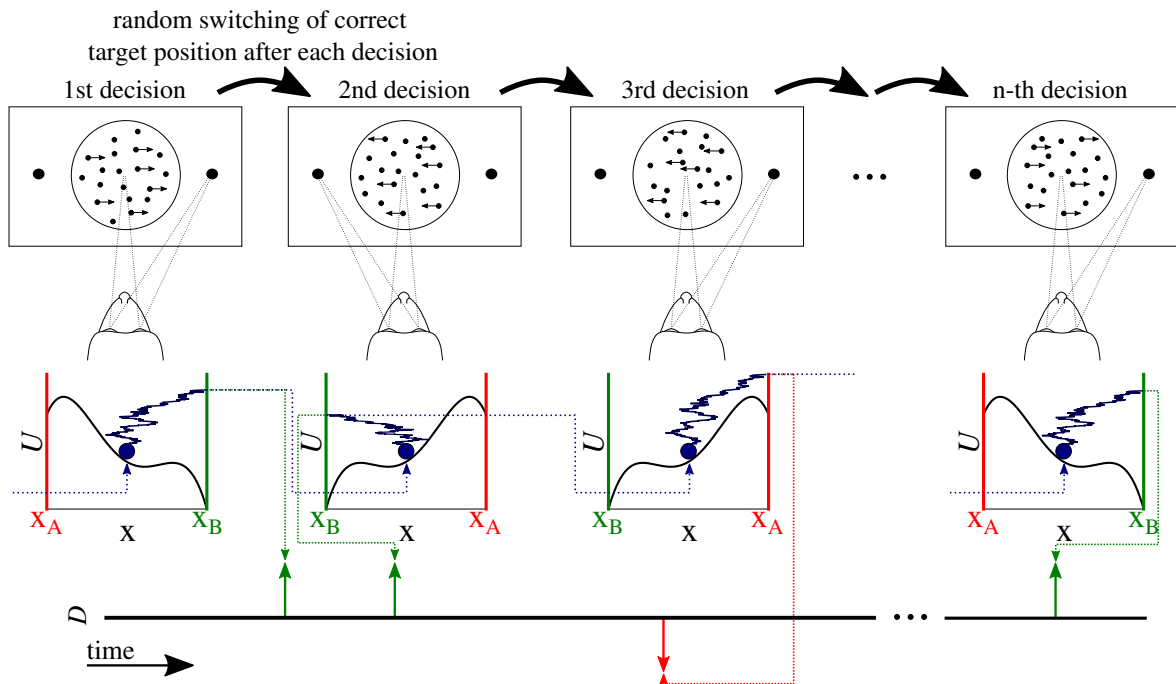 random switching of correct
target position after each decision
1st decision
2nd decision
3rd decision
n-th decision
...
U
U
U
U
x_A
x_B
x_B
x_A
x_B
x_A
x_A
x_B
x
x
x
x
D
...
time